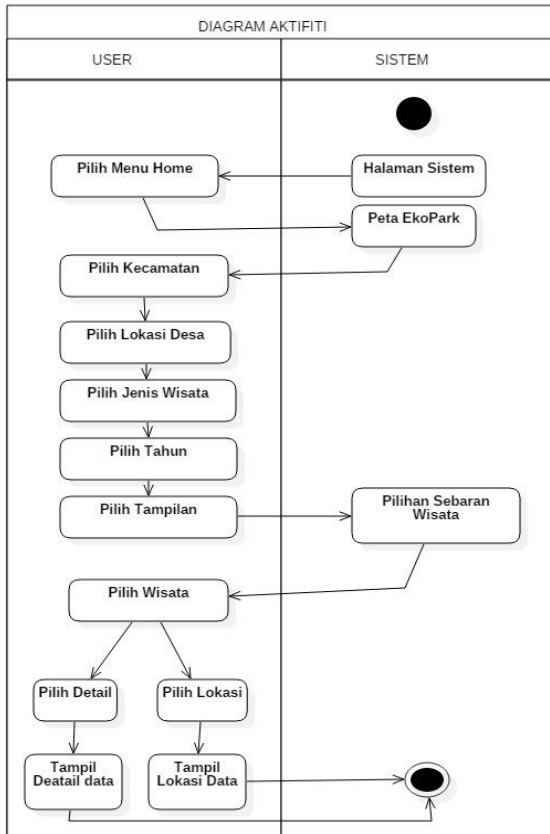 DIAGRAM AKTIFITI
USER
SISTEM
Pilih Menu Home
Halaman Sistem
Peta EkoPark
Pilih Kecamatan
Pilih Lokasi Desa
Pilih Jenis Wisata
Pilih Tahun
Pilih Tampilan
Pilihan Sebaran
Wisata
Pilih Wisata
Pilih Detail
Pilih Lokasi
Tampil
Deatail data
Tampil
Lokasi Data